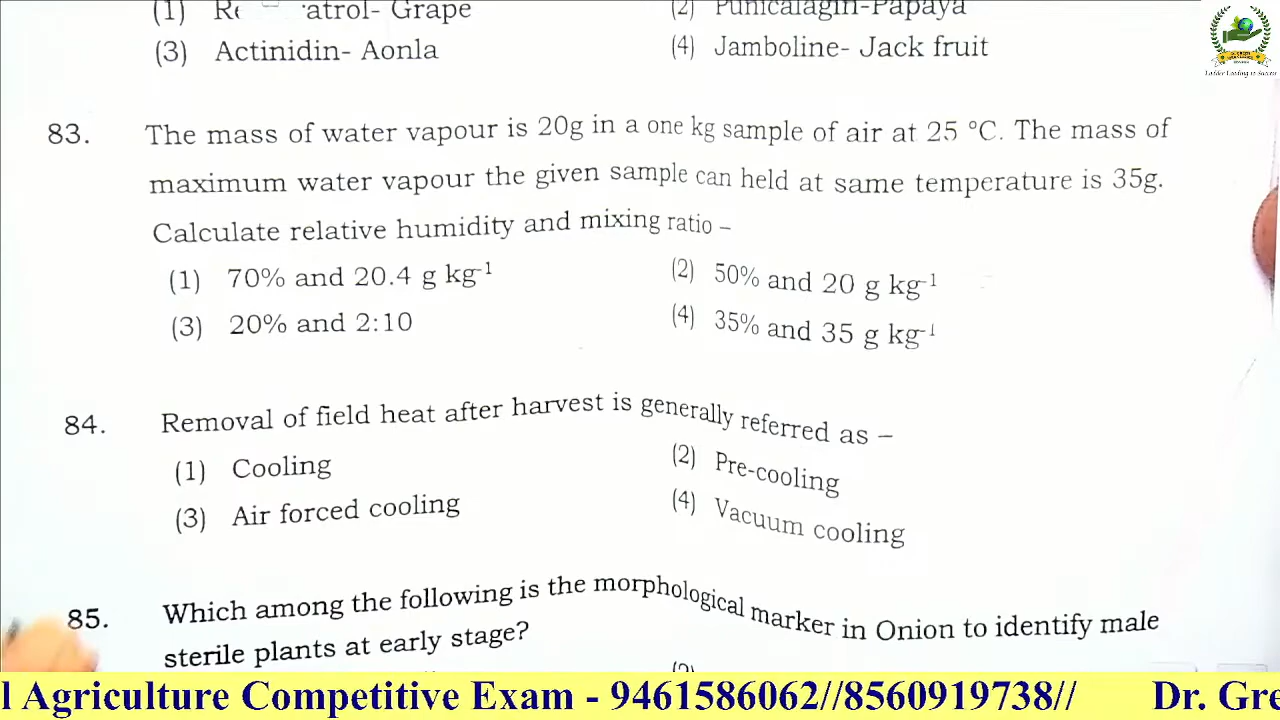 (1) atrol- Grape (2) Punicalagin-Papaya
(3) Actinidin- Aonla (4) Jamboline- Jack fruit
83. The mass of water vapour is 20g in a one kg sample of air at 25 °C. The mass of
maximum water vapour the given sample can held at same temperature is 35g.
Calculate relative humidity and mixing ratio –
(1) 70% and 20.4 g kg⁻¹ (2) 50% and 20 g kg⁻¹
(3) 20% and 2:10 (4) 35% and 35 g kg⁻¹
84. Removal of field heat after harvest is generally referred as –
(1) Cooling (2) Pre-cooling
(3) Air forced cooling (4) Vacuum cooling
85. Which among the following is the morphological marker in Onion to identify male
sterile plants at early stage?
(2)
l Agriculture Competitive Exam - 9461586062//8560919738// Dr. Gre
Ladder Leading to Success